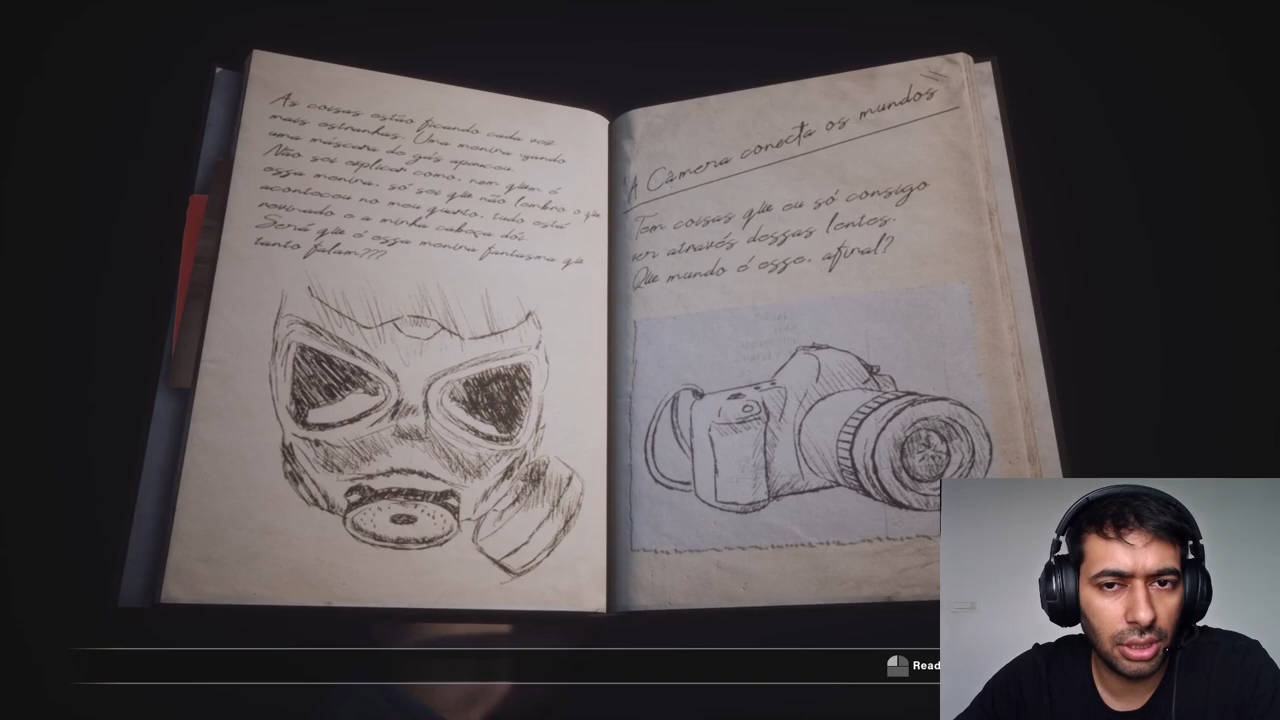 As coisas estão ficando cada vez
mais estranhas. Uma menina usando
uma máscara de gás apareceu.
Não sei explicar como, nem quem é
essa menina, só sei que não lembro o que
aconteceu no meu quarto, tudo está
revirado e a minha cabeça dói.
Será que é essa menina fantasma que
tanto falam???
A Câmera conecta os mundos
Tem coisas que eu só consigo
ver através dessas lentes.
Que mundo é esse, afinal?
Read